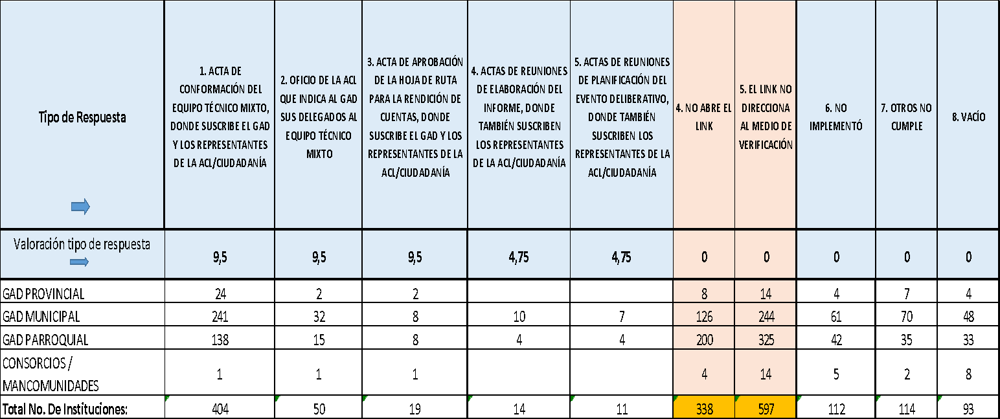 Tipo de Respuesta
1. ACTA DE
CONFORMACIÓN DEL
EQUIPO TÉCNICO MIXTO,
DONDE SUSCRIBE EL GAD
Y LOS REPRESENTANTES
DE LA ACL/CIUDADANÍA
2. OFICIO DE LA ACL
QUE INDICA AL GAD
SUS DELEGADOS AL
EQUIPO TÉCNICO
MIXTO
3. ACTA DE APROBACIÓN
DE LA HOJA DE RUTA
PARA LA RENDICIÓN DE
CUENTAS, DONDE
SUSCRIBE EL GAD Y LOS
REPRESENTANTES DE LA
ACL/CIUDADANÍA
4. ACTAS DE REUNIONES
DE ELABORACIÓN DEL
INFORME, DONDE
TAMBIÉN SUSCRIBEN
LOS REPRESENTANTES
DE LA ACL/CIUDADANÍA
5. ACTAS DE REUNIONES
DE PLANIFICACIÓN DEL
EVENTO DELIBERATIVO,
DONDE TAMBIÉN
SUSCRIBEN LOS
REPRESENTANTES DE LA
ACL/CIUDADANÍA
4. NO ABRE EL
LINK
5. EL LINK NO
DIRECCIONA
AL MEDIO DE
VERIFICACIÓN
6. NO
IMPLEMENTÓ
7. OTROS NO
CUMPLE
8. VACÍO
Valoración tipo de respuesta 9,5 9,5 9,5 4,75 4,75 0 0 0 0 0
GAD PROVINCIAL 24 2 2 8 14 4 7 4
GAD MUNICIPAL 241 32 8 10 7 126 244 61 70 48
GAD PARROQUIAL 138 15 8 4 4 200 325 42 35 33
CONSORCIOS /
MANCOMUNIDADES 1 1 1 4 14 5 2 8
Total No. De Instituciones: 404 50 19 14 11 338 597 112 114 93